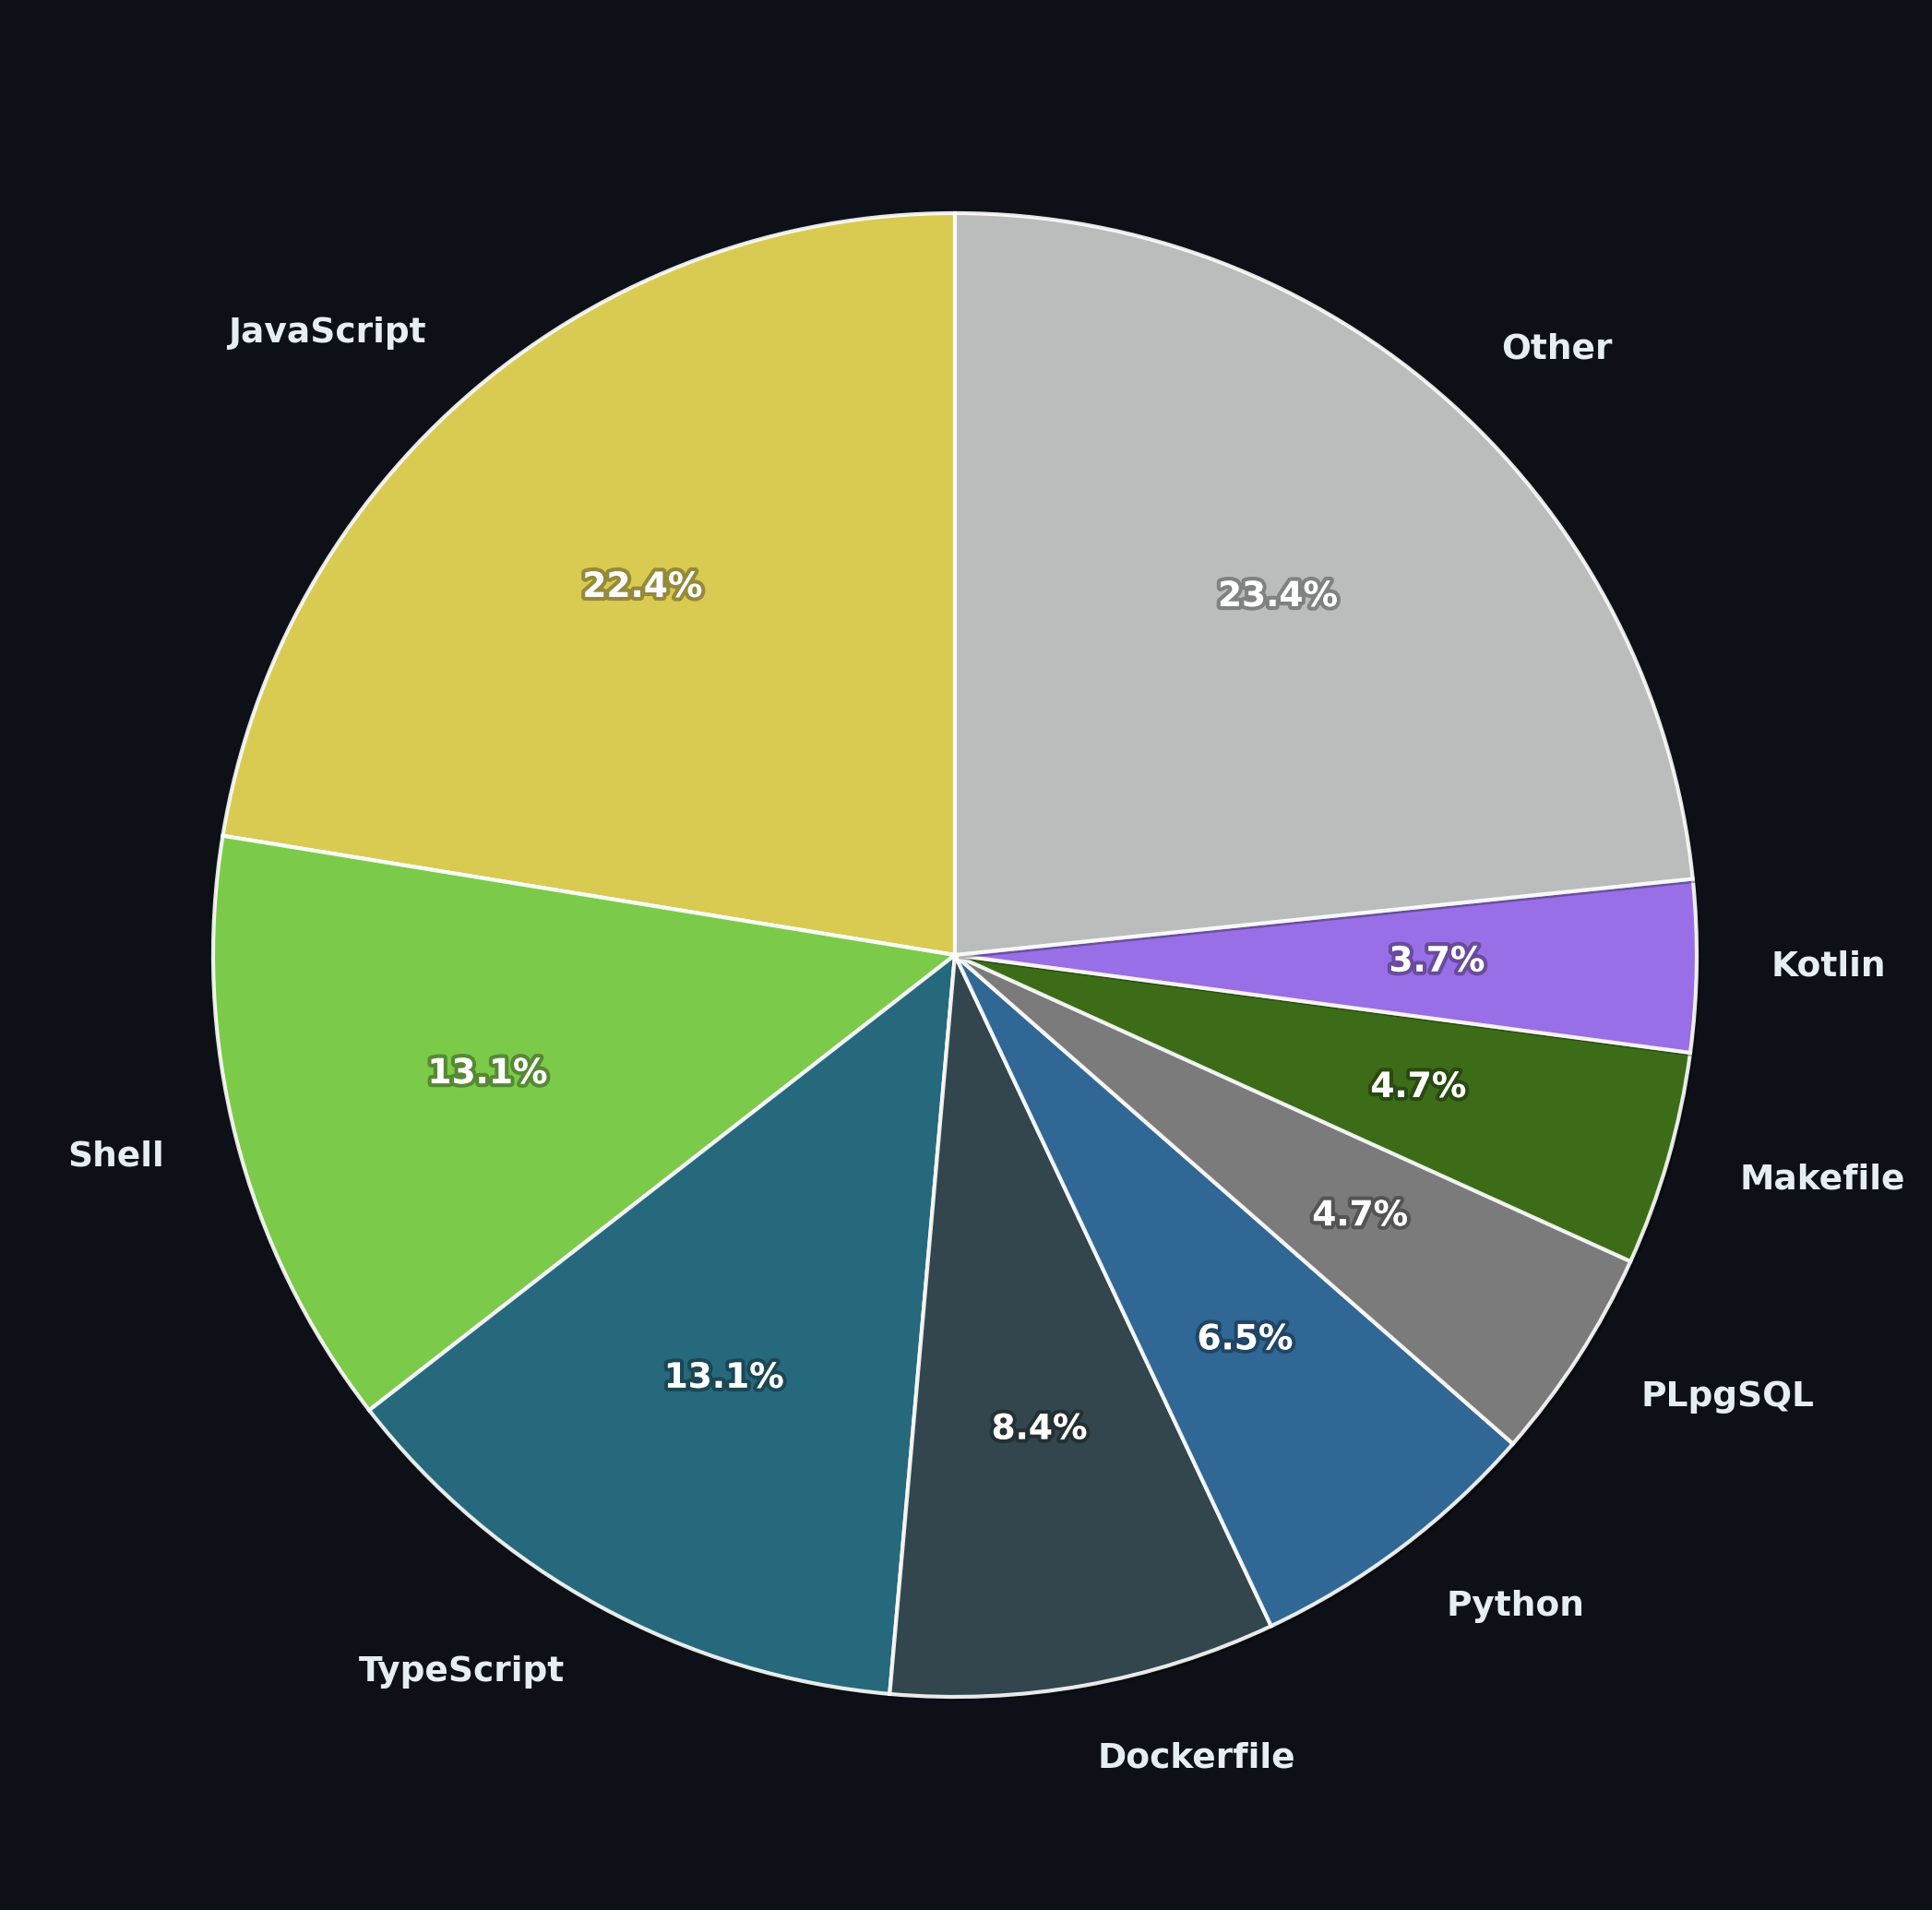 JavaScript
22.4%
Other
23.4%
Kotlin
3.7%
Makefile
4.7%
PLpgSQL
4.7%
Python
6.5%
Dockerfile
8.4%
TypeScript
13.1%
Shell
13.1%